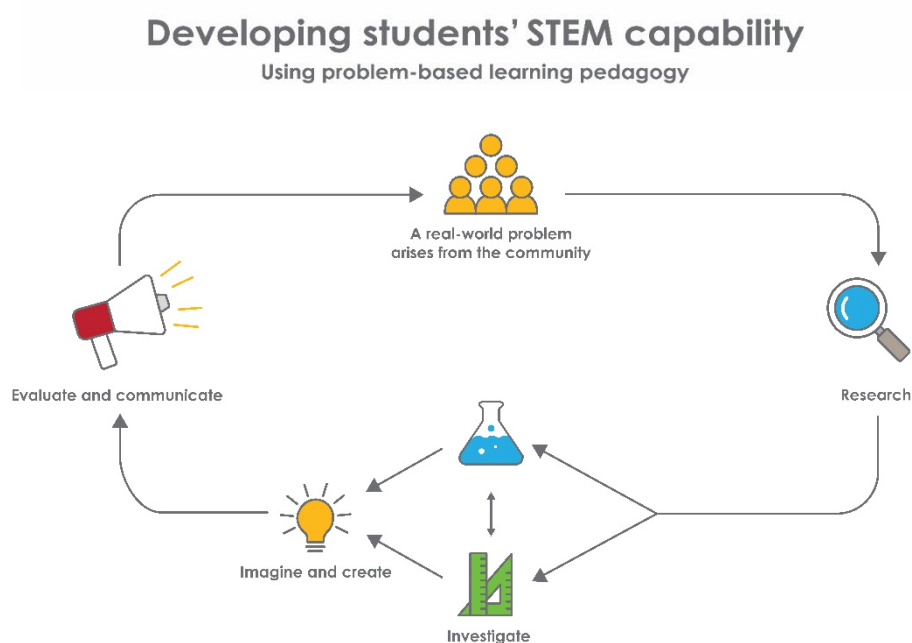 Developing students' STEM capability
Using problem-based learning pedagogy
A real-world problem
arises from the community
Research
Evaluate and communicate
Imagine and create
Investigate